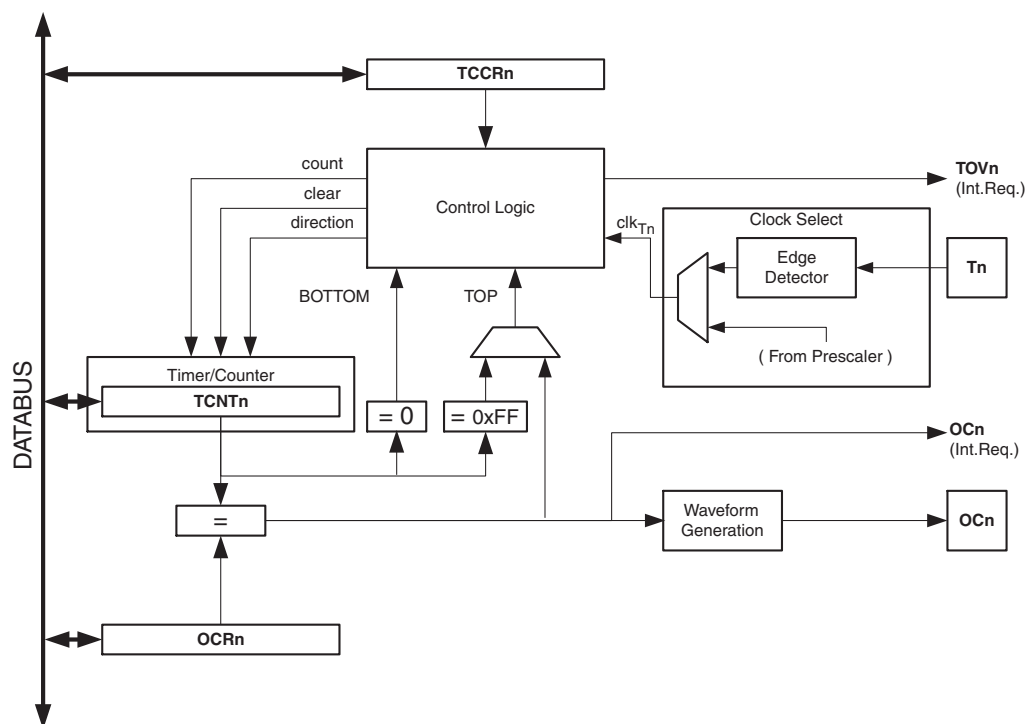 TCCRn
count
clear
direction
Control Logic
TOVn
(Int.Req.)
Clock Select
clkTn
Edge
Detector
Tn
( From Prescaler )
BOTTOM
TOP
Timer/Counter
TCNTn
= 0
= 0xFF
OCn
(Int.Req.)
=
Waveform
Generation
OCn
OCRn
DATABUS